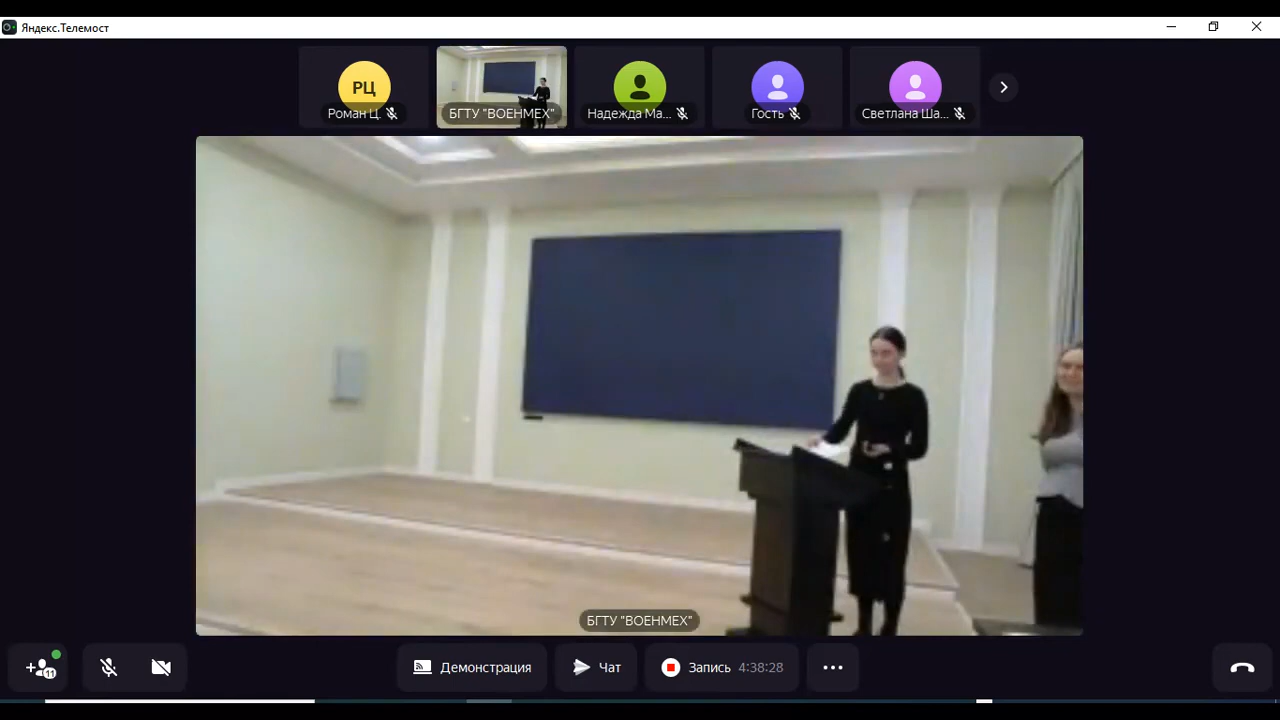 Яндекс.Телемост
РЦ
Роман Ц.
БГТУ "ВОЕНМЕХ"
Надежда Ма...
Гость
Светлана Ша...
БГТУ "ВОЕНМЕХ"
11
Демонстрация
Чат
Запись 4:38:28